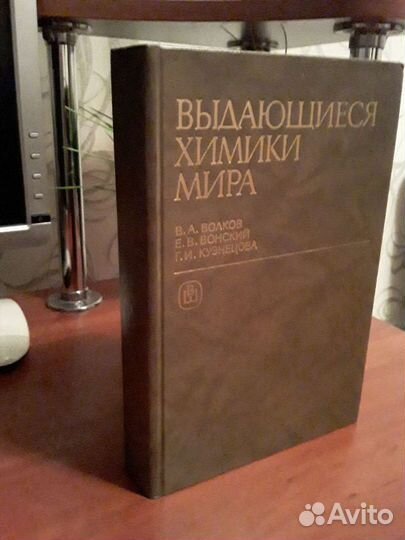 ВЫДАЮЩИЕСЯ
ХИМИКИ
МИРА
В. А. ВОЛКОВ
Е. В. ВОНСКИЙ
Г. И. КУЗНЕЦОВА
Avito